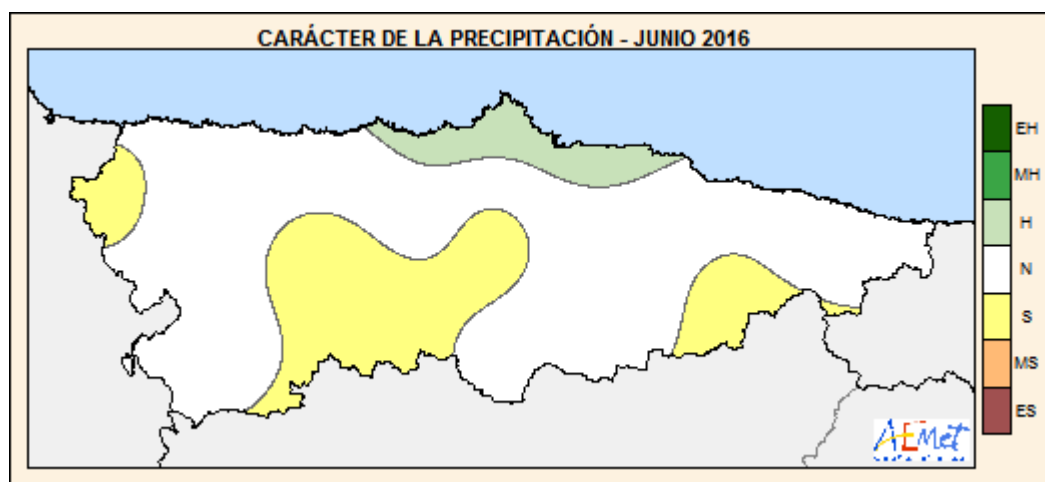 CARÁCTER DE LA PRECIPITACIÓN - JUNIO 2016
EH
MH
H
N
S
MS
ES
AEMet